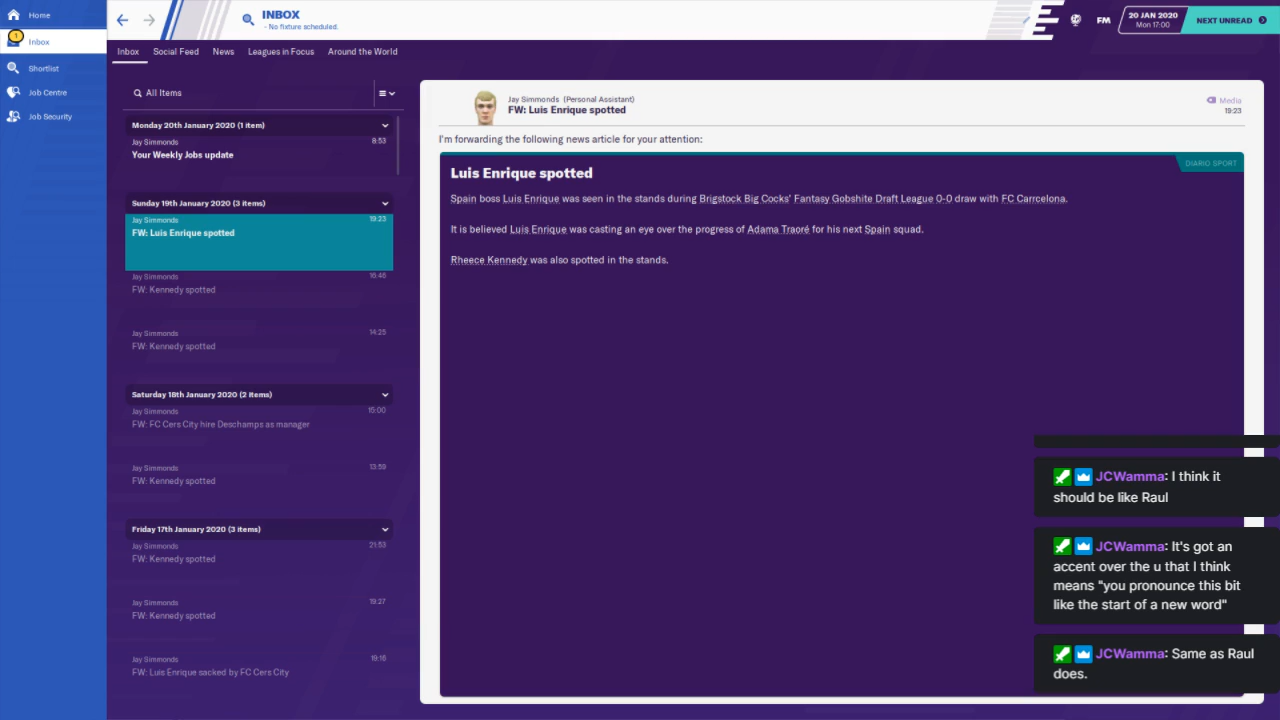 Home
1
Inbox
Shortlist
Job Centre
Job Security
INBOX
- No fixture scheduled.
FM
20 JAN 2020
Mon 17:00
NEXT UNREAD
Inbox
Social Feed
News
Leagues in Focus
Around the World
All Items
Monday 20th January 2020 (1 item)
Jay Simmonds 8:53
Your Weekly Jobs update
Sunday 19th January 2020 (3 items)
Jay Simmonds 19:23
FW: Luis Enrique spotted
Jay Simmonds 16:46
FW: Kennedy spotted
Jay Simmonds 14:25
FW: Kennedy spotted
Saturday 18th January 2020 (2 items)
Jay Simmonds 15:00
FW: FC Cers City hire Deschamps as manager
Jay Simmonds 13:59
FW: Kennedy spotted
Friday 17th January 2020 (3 items)
Jay Simmonds 21:53
FW: Kennedy spotted
Jay Simmonds 19:27
FW: Kennedy spotted
Jay Simmonds 19:16
FW: Luis Enrique sacked by FC Cers City
Jay Simmonds (Personal Assistant)
FW: Luis Enrique spotted
Media
19:23
I'm forwarding the following news article for your attention:
DIARIO SPORT
Luis Enrique spotted
Spain boss Luis Enrique was seen in the stands during Brigstock Big Cocks' Fantasy Gobshite Draft League 0-0 draw with FC Carrcelona.
It is believed Luis Enrique was casting an eye over the progress of Adama Traoré for his next Spain squad.
Rheece Kennedy was also spotted in the stands.
JCWamma: I think it
should be like Raul
JCWamma: It's got an
accent over the u that I think
means "you pronounce this bit
like the start of a new word"
JCWamma: Same as Raul
does.